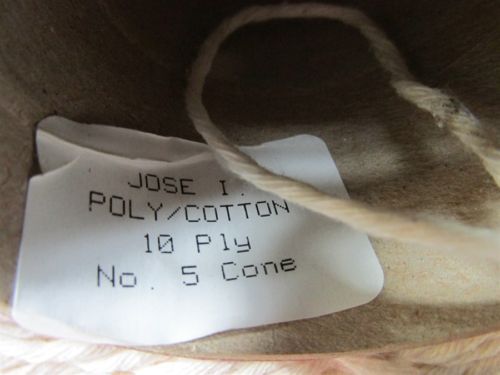 JOSE I.
POLY/COTTON
10 Ply
No. 5 Cone